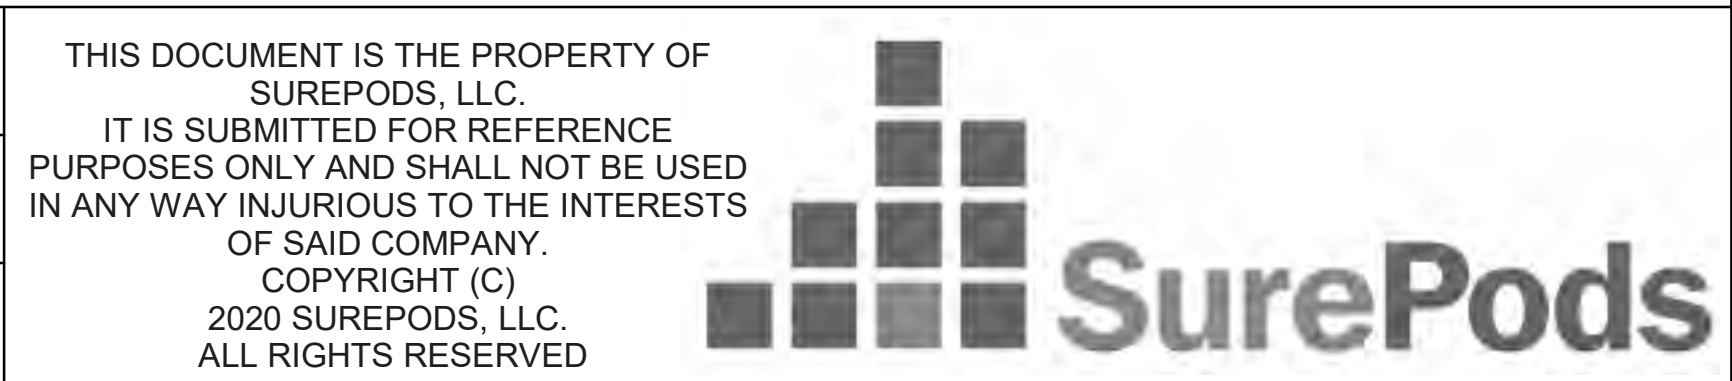 THIS DOCUMENT IS THE PROPERTY OF
SUREPODS, LLC.
IT IS SUBMITTED FOR REFERENCE
PURPOSES ONLY AND SHALL NOT BE USED
IN ANY WAY INJURIOUS TO THE INTERESTS
OF SAID COMPANY.
COPYRIGHT (C)
2020 SUREPODS, LLC.
ALL RIGHTS RESERVED
SurePods